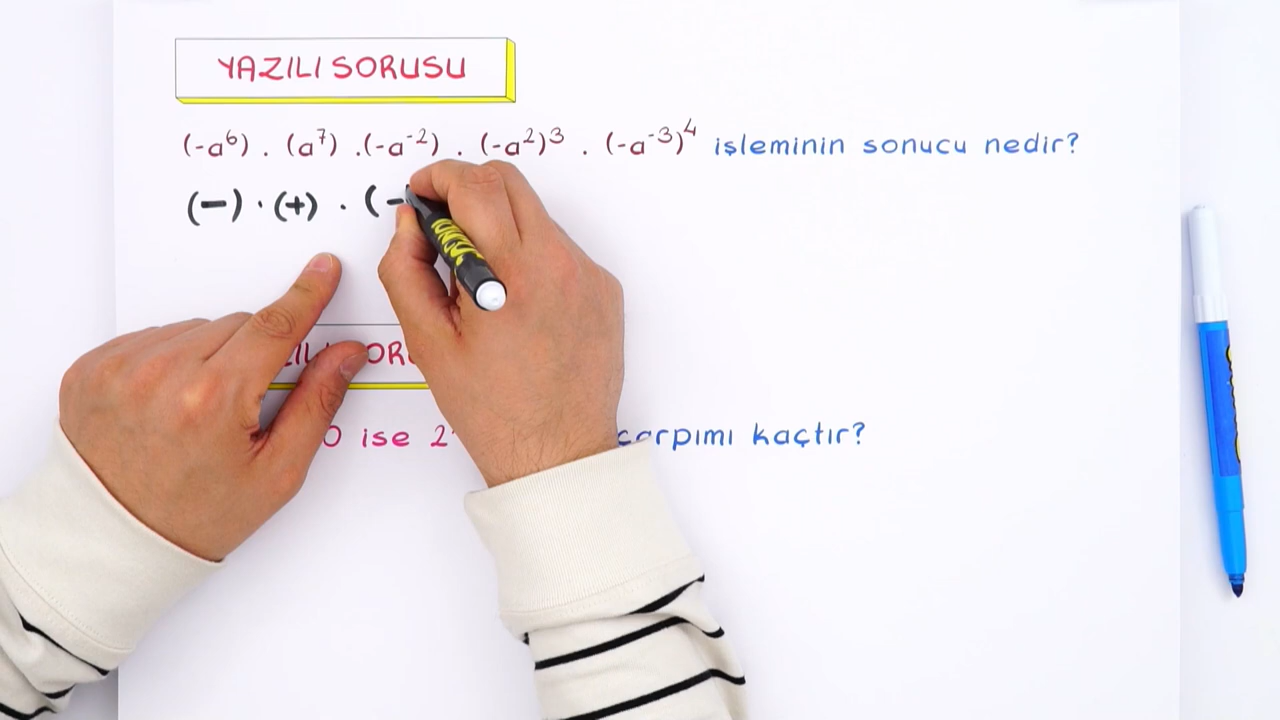 YAZILI SORUSU
(-a⁶) . (a⁷) .(-a⁻²) . (-a²)³ . (-a⁻³)⁴ işleminin sonucu nedir?
(-) · (+) · (-
0 ise 2 çarpımı kaçtır?